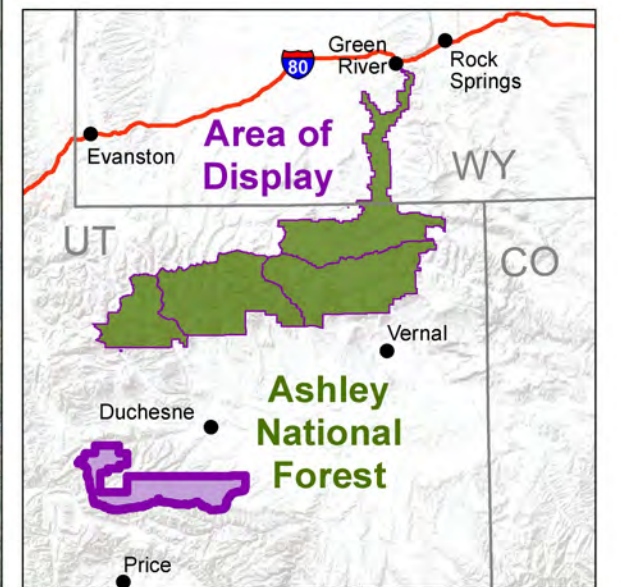 Green
River
Rock
Springs
80
Evanston
Area of
Display
WY
UT
CO
Vernal
Ashley
National
Forest
Duchesne
Price